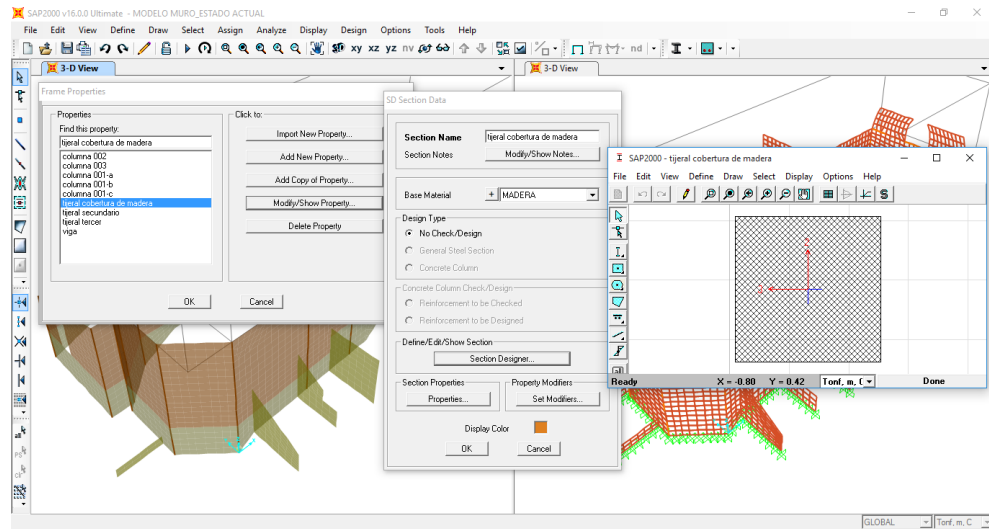 SAP2000 v16.0.0 Ultimate - MODELO MURO_ESTADO ACTUAL
File Edit View Define Draw Select Assign Analyze Display Design Options Tools Help
xy xz yz nv nd
3-D View
3-D View
Frame Properties
Properties
Find this property:
tijeral cobertura de madera
columna 002
columna 003
columna 001-a
columna 001-b
columna 001-c
tijeral cobertura de madera
tijeral secundario
tijeral tercer
viga
Click to:
Import New Property...
Add New Property...
Add Copy of Property...
Modify/Show Property...
Delete Property
OK Cancel
SD Section Data
Section Name tijeral cobertura de madera
Section Notes Modify/Show Notes...
Base Material + MADERA
Design Type
No Check/Design
General Steel Section
Concrete Column
Concrete Column Check/Design
Reinforcement to be Checked
Reinforcement to be Designed
Define/Edit/Show Section
Section Designer...
Section Properties
Properties...
Property Modifiers
Set Modifiers...
Display Color
OK Cancel
SAP2000 - tijeral cobertura de madera
File Edit View Define Draw Select Display Options Help
Ready X = -0.80 Y = 0.42 Tonf, m, C Done
GLOBAL Tonf, m, C